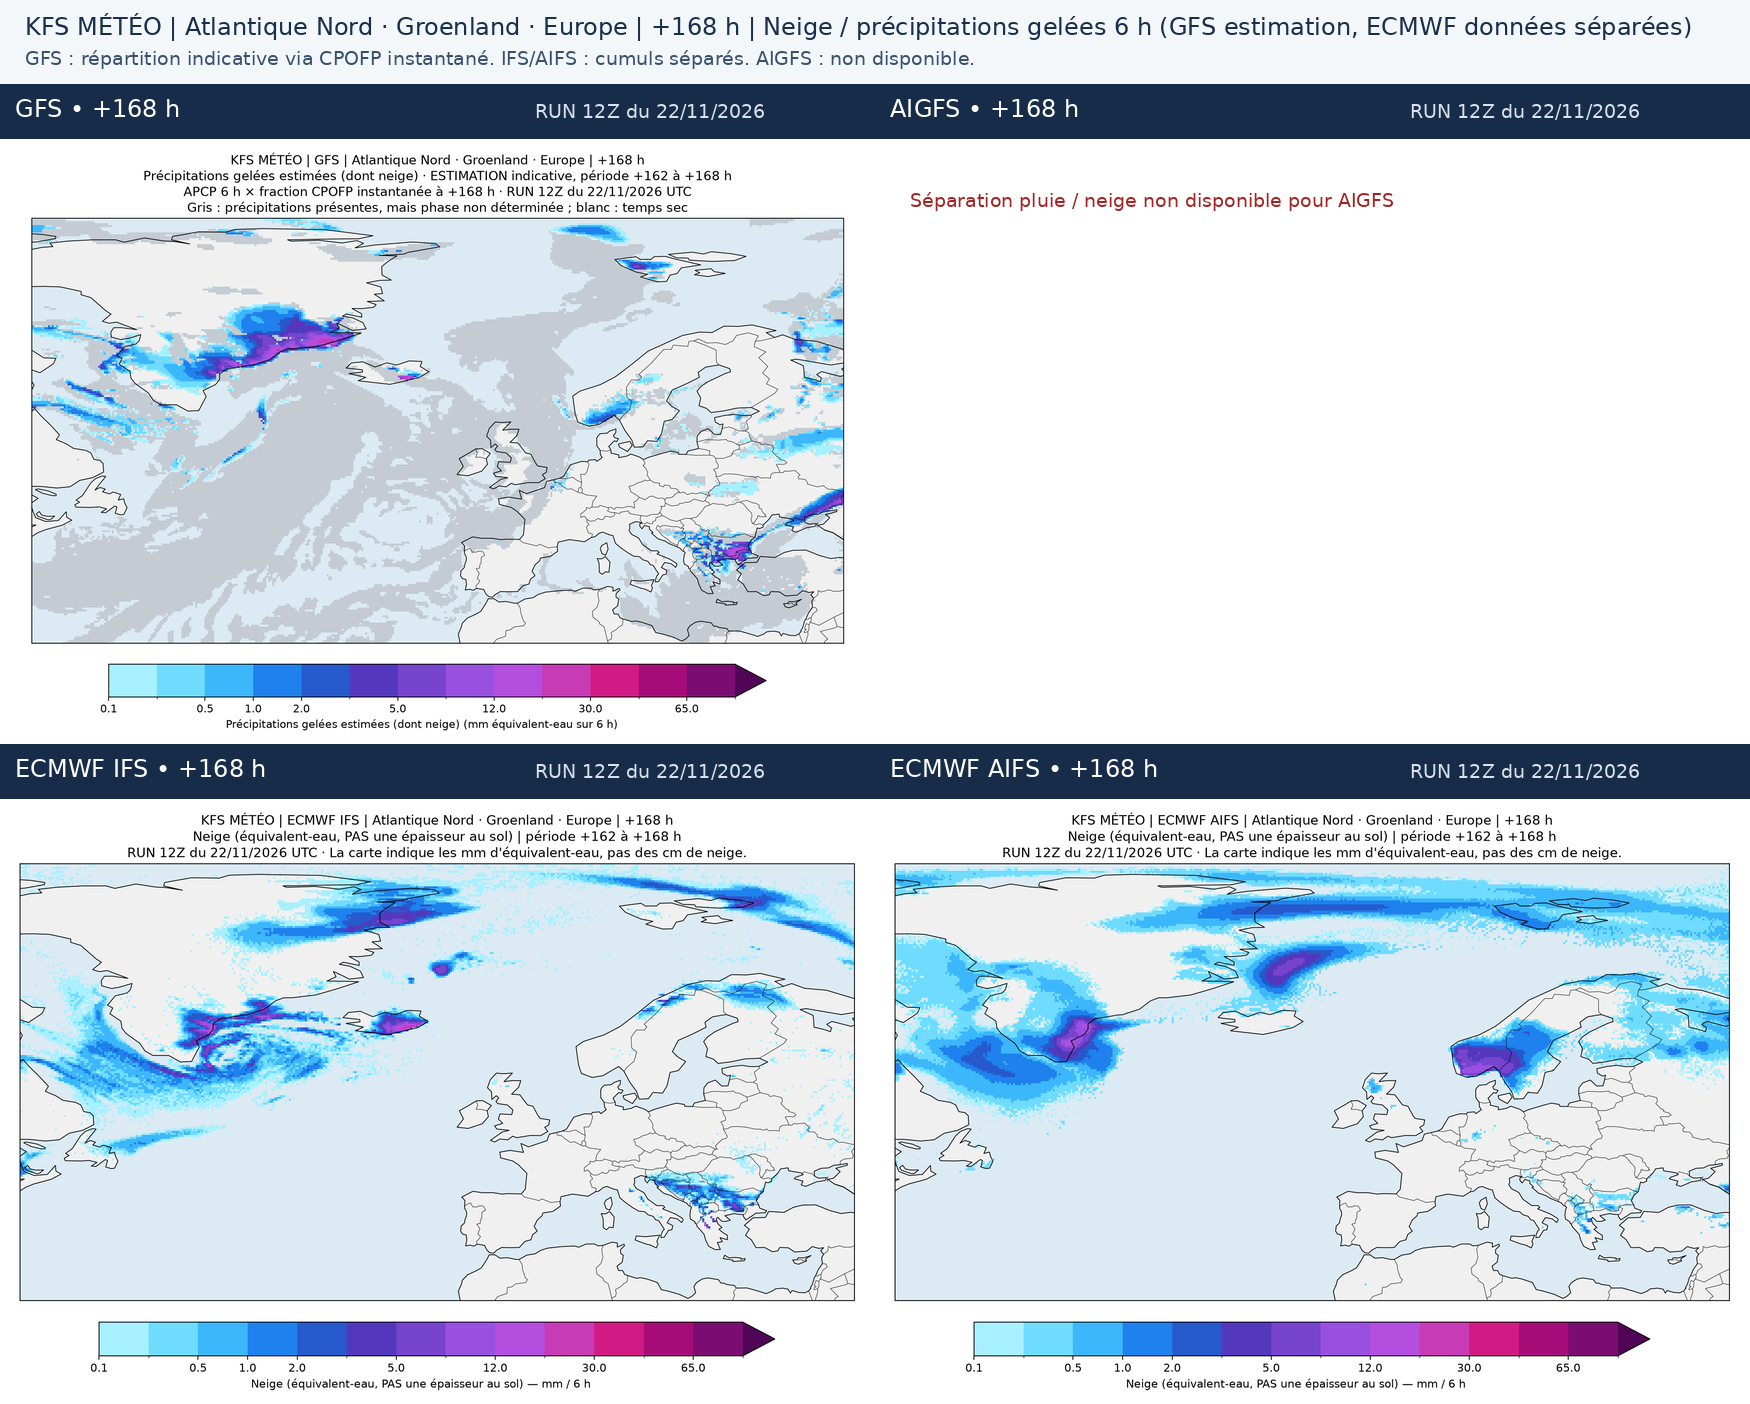 KFS MÉTÉO | Atlantique Nord · Groenland · Europe | +168 h | Neige / précipitations gelées 6 h (GFS estimation, ECMWF données séparées)
GFS : répartition indicative via CPOFP instantané. IFS/AIFS : cumuls séparés. AIGFS : non disponible.
GFS • +168 h
RUN 12Z du 22/11/2026
AIGFS • +168 h
RUN 12Z du 22/11/2026
KFS MÉTÉO | GFS | Atlantique Nord · Groenland · Europe | +168 h
Précipitations gelées estimées (dont neige) · ESTIMATION indicative, période +162 à +168 h
APCP 6 h × fraction CPOFP instantanée à +168 h · RUN 12Z du 22/11/2026 UTC
Gris : précipitations présentes, mais phase non déterminée ; blanc : temps sec
Séparation pluie / neige non disponible pour AIGFS
0.1 0.5 1.0 2.0 5.0 12.0 30.0 65.0
Précipitations gelées estimées (dont neige) (mm équivalent-eau sur 6 h)
ECMWF IFS • +168 h
RUN 12Z du 22/11/2026
ECMWF AIFS • +168 h
RUN 12Z du 22/11/2026
KFS MÉTÉO | ECMWF IFS | Atlantique Nord · Groenland · Europe | +168 h
Neige (équivalent-eau, PAS une épaisseur au sol) | période +162 à +168 h
RUN 12Z du 22/11/2026 UTC · La carte indique les mm d'équivalent-eau, pas des cm de neige.
0.1 0.5 1.0 2.0 5.0 12.0 30.0 65.0
Neige (équivalent-eau, PAS une épaisseur au sol) — mm / 6 h
KFS MÉTÉO | ECMWF AIFS | Atlantique Nord · Groenland · Europe | +168 h
Neige (équivalent-eau, PAS une épaisseur au sol) | période +162 à +168 h
RUN 12Z du 22/11/2026 UTC · La carte indique les mm d'équivalent-eau, pas des cm de neige.
0.1 0.5 1.0 2.0 5.0 12.0 30.0 65.0
Neige (équivalent-eau, PAS une épaisseur au sol) — mm / 6 h